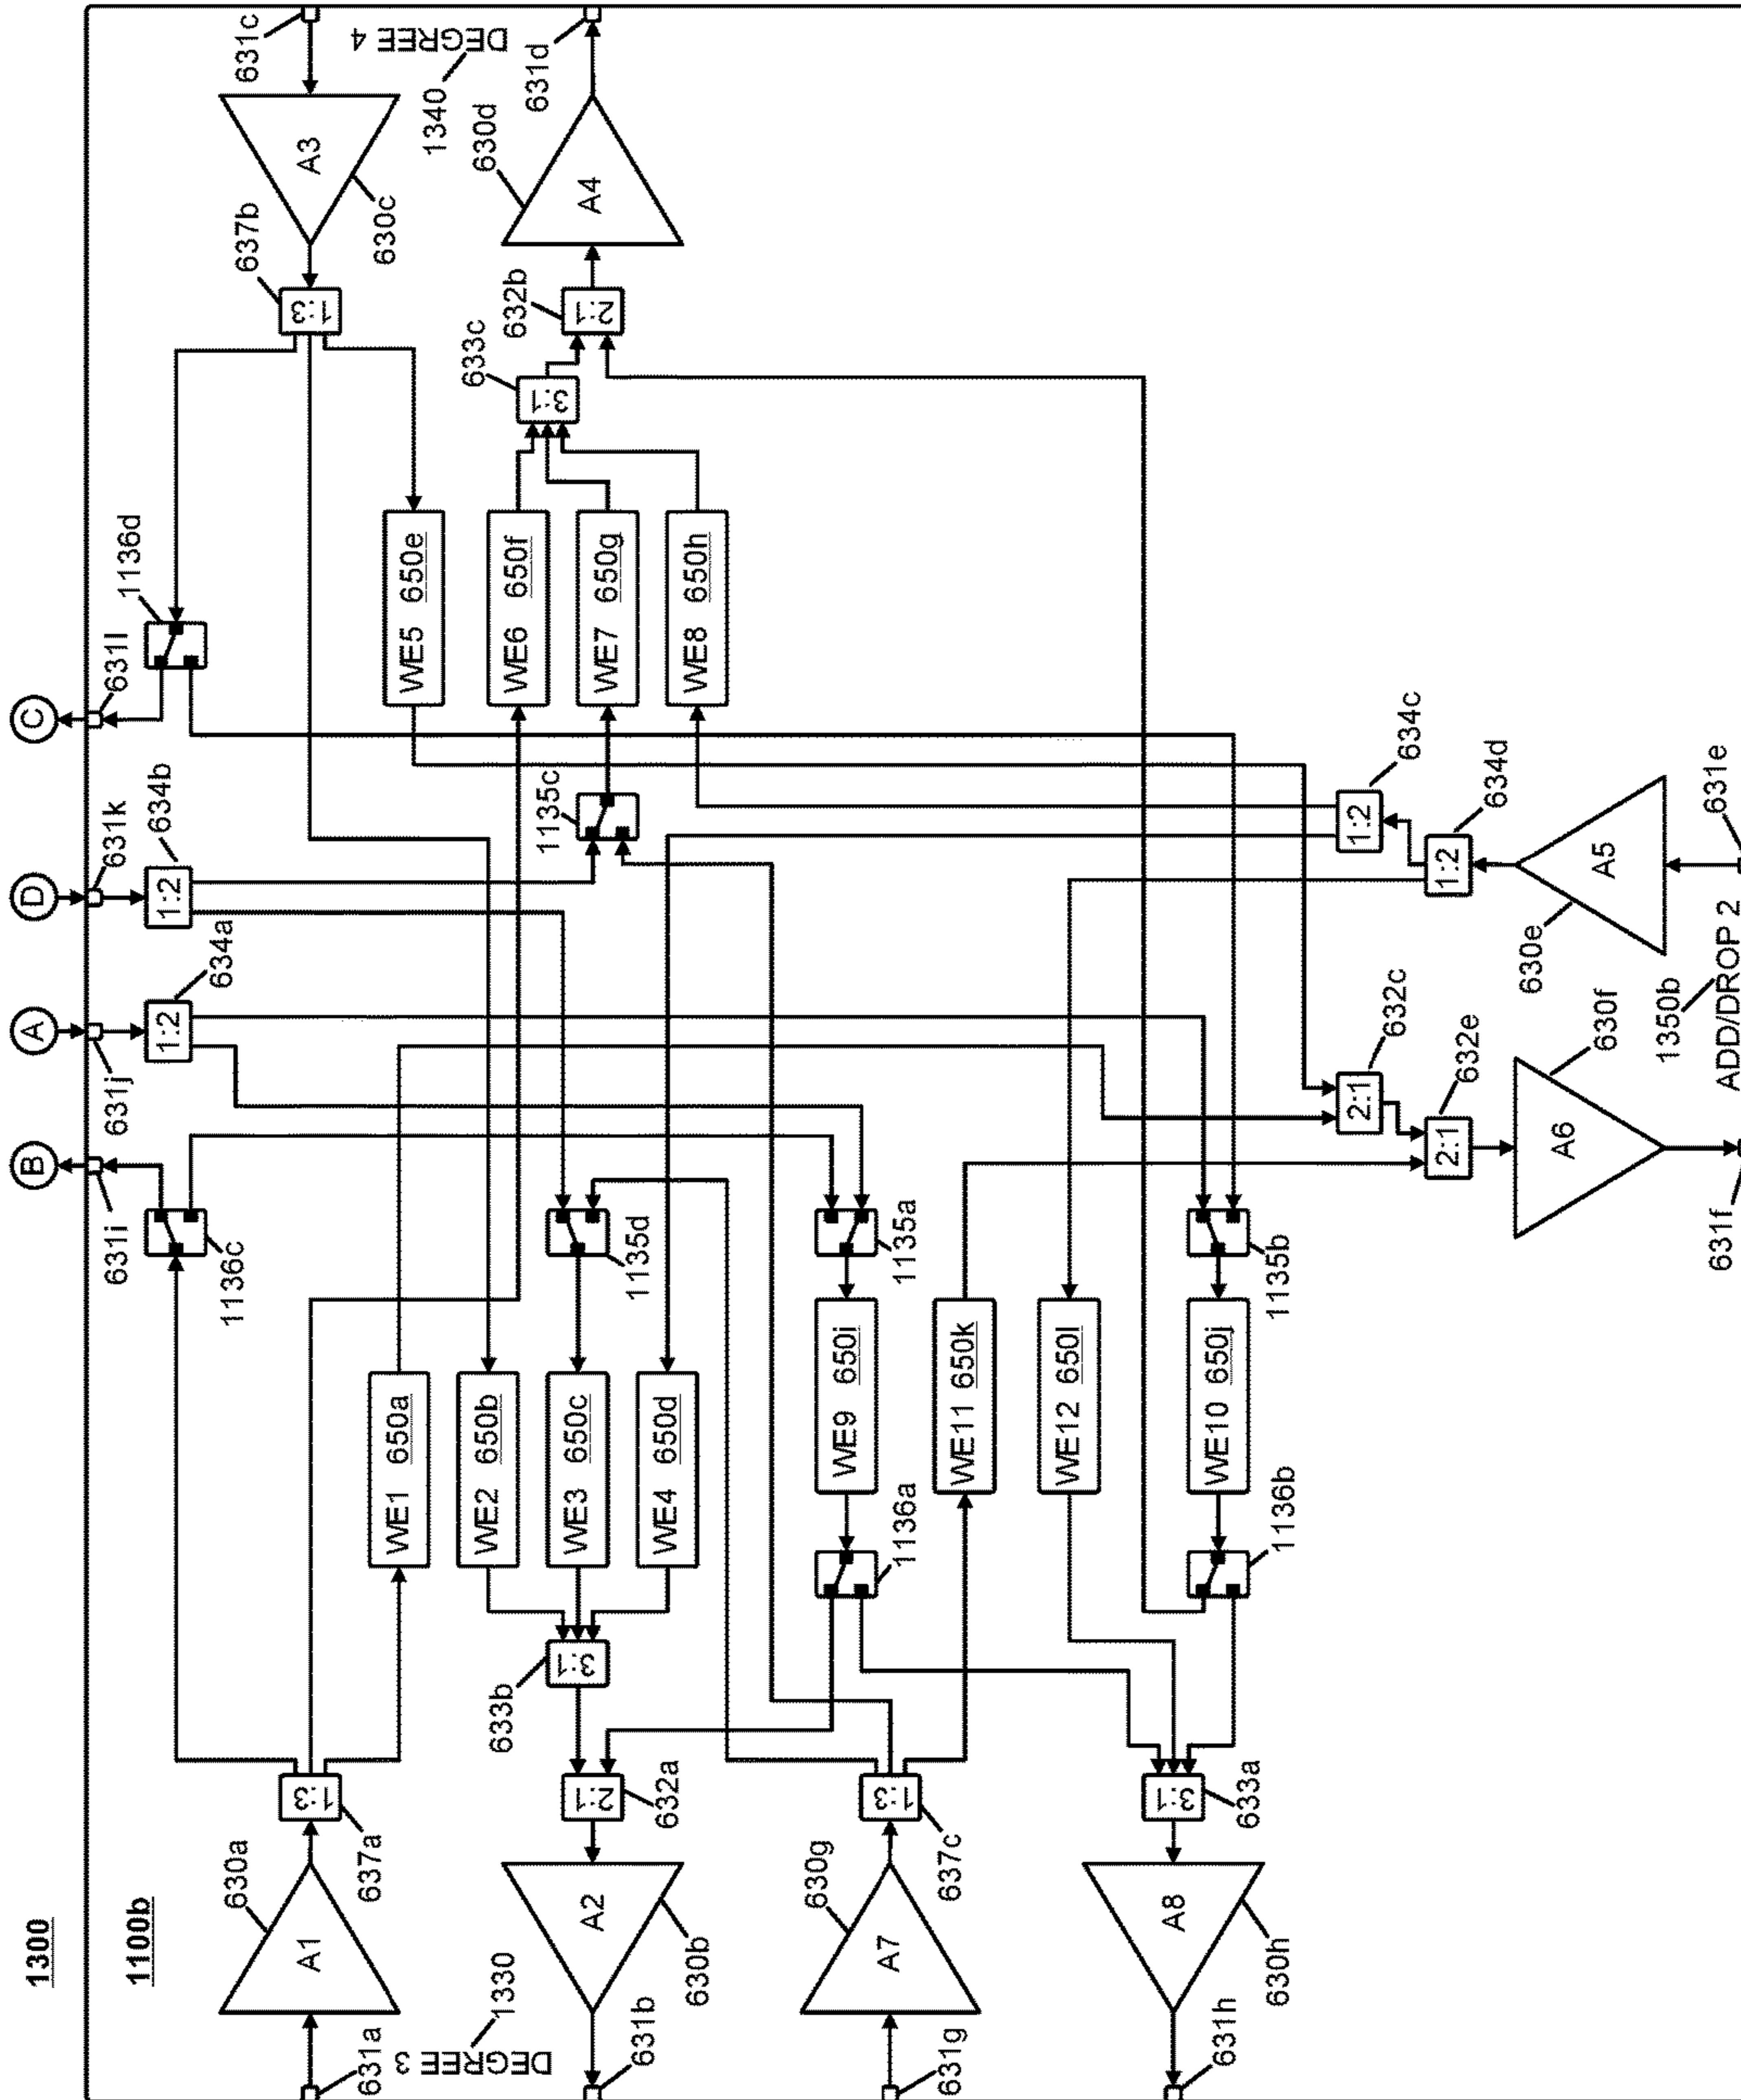 1300
1100b
DEGREE 3
1330
631a
A1
630a
1:3
637a
1136c
B
631i
A
631j
1:2
634a
D
631k
1:2
634b
C
631l
1136d
1:3
637b
A3
630c
631c
DEGREE 4
1340
WE1 650a
WE2 650b
WE3 650c
WE4 650d
3:1
633b
1135d
WE5 650e
WE6 650f
WE7 650g
WE8 650h
1135c
3:1
633c
2:1
632b
A4
630d
631d
631b
A2
630b
2:1
632a
631g
A7
630g
1:3
637c
1136a
WE9 650i
1135a
WE11 650k
WE12 650l
631h
A8
630h
3:1
633a
1136b
WE10 650j
1135b
2:1
632c
2:1
632e
A6
630f
631f
1:2
634c
1:2
634d
A5
630e
631e
1350b
ADD/DROP 2